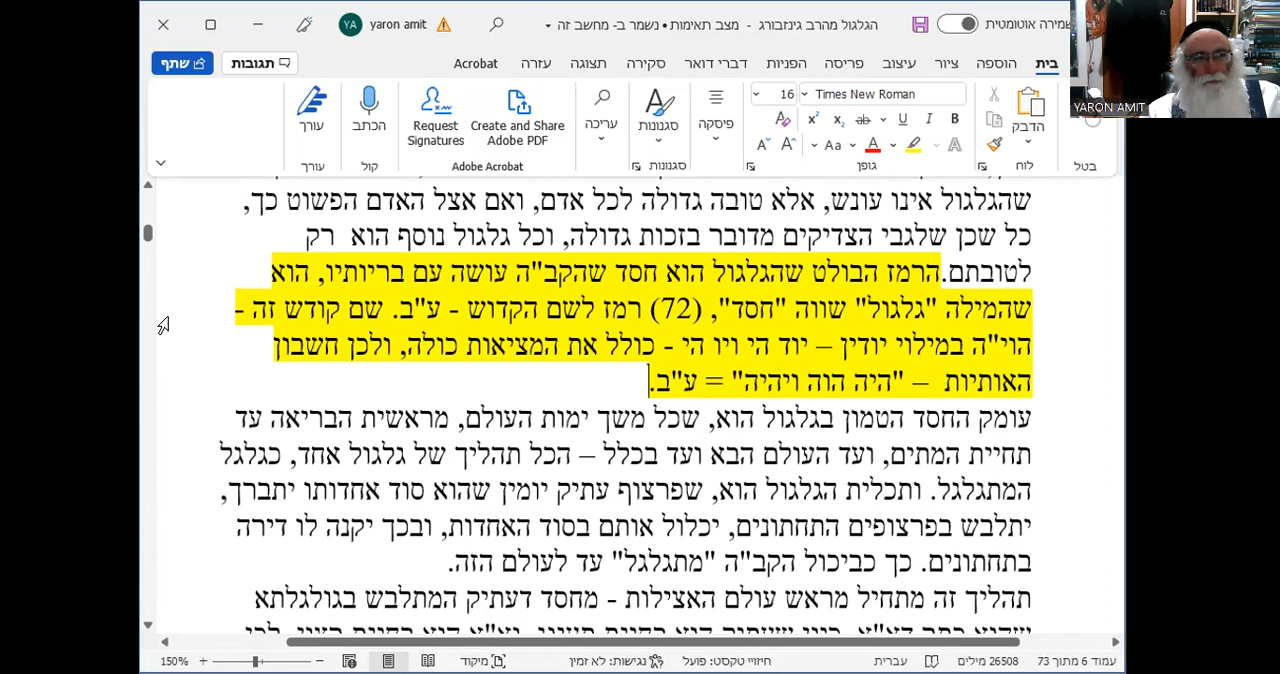 הגלגול מהרב גינזבורג - מצב תאימות • נשמר ב- מחשב זה
שמירה אוטומטית
yaron amit
YA
YARON AMIT
בית
הוספה
ציור
עיצוב
פריסה
הפניות
דברי דואר
סקירה
תצוגה
עזרה
Acrobat
תגובות
שתף
בטל
הדבק
לוח
Times New Roman
16
B I U ab x₂ x²
A Aa A A
גופן
פיסקה
סגנונות
סגנונות
עריכה
Create and Share Adobe PDF
Request Signatures
Adobe Acrobat
הכתב
קול
עורך
עורך
שהגלגול אינו עונש, אלא טובה גדולה לכל אדם, ואם אצל האדם הפשוט כך,
כל שכן שלגבי הצדיקים מדובר בזכות גדולה, וכל גלגול נוסף הוא רק
לטובתם.הרמז הבולט שהגלגול הוא חסד שהקב"ה עושה עם בריותיו, הוא
שהמילה "גלגול" שווה "חסד", (72) רמז לשם הקדוש - ע"ב. שם קודש זה -
הוי"ה במילוי יודין – יוד הי ויו הי - כולל את המציאות כולה, ולכן חשבון
האותיות – "היה הוה ויהיה" = ע"ב.
עומק החסד הטמון בגלגול הוא, שכל משך ימות העולם, מראשית הבריאה עד
תחיית המתים, ועד העולם הבא ועד בכלל – הכל תהליך של גלגול אחד, כגלגל
המתגלגל. ותכלית הגלגול הוא, שפרצוף עתיק יומין שהוא סוד אחדותו יתברך,
יתלבש בפרצופים התחתונים, יכלול אותם בסוד האחדות, ובכך יקנה לו דירה
בתחתונים. כך כביכול הקב"ה "מתגלגל" עד לעולם הזה.
תהליך זה מתחיל מראש עולם האצילות - מחסד דעתיק המתלבש בגולגלתא
עמוד 6 מתוך 73
26508 מילים
עברית
חיזויי טקסט: פועל
נגישות: לא זמין
מיקוד
150%